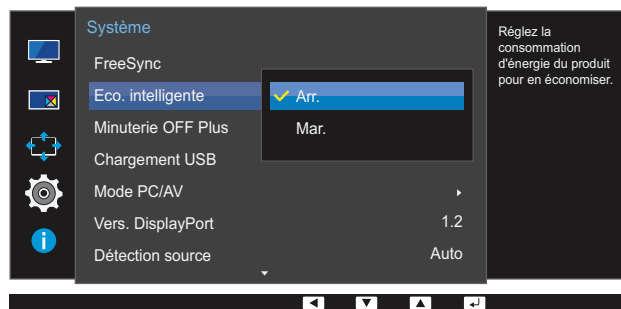 Système
FreeSync
Eco. intelligente
Arr.
Mar.
Minuterie OFF Plus
Chargement USB
Mode PC/AV
Vers. DisplayPort 1.2
Détection source Auto
Réglez la
consommation
d'énergie du produit
pour en économiser.